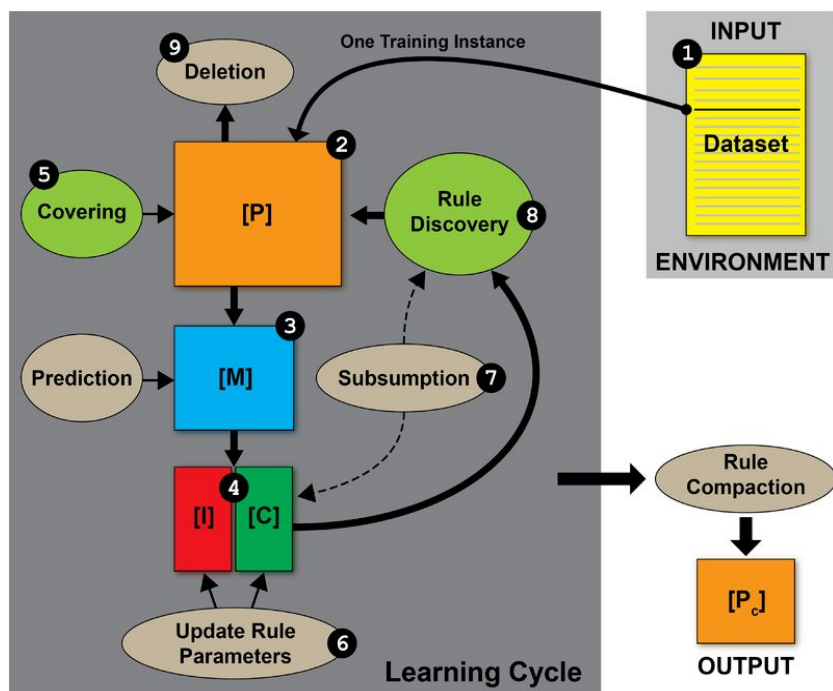 9
Deletion
One Training Instance
INPUT
1
Dataset
ENVIRONMENT
5
Covering
2
[P]
Rule
Discovery
8
3
Prediction
[M]
Subsumption
7
4
[I]
[C]
Update Rule
Parameters
6
Learning Cycle
Rule
Compaction
[Pc]
OUTPUT